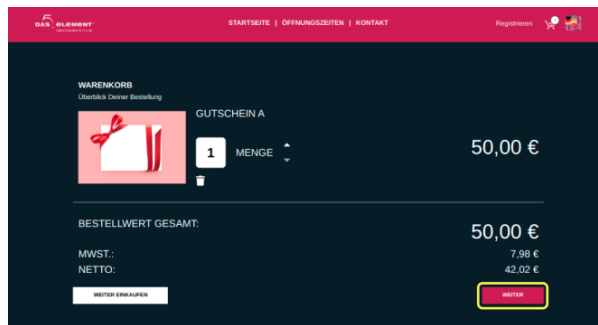 DAS 5. ELEMENT
STARTSEITE | ÖFFNUNGSZEITEN | KONTAKT
Registrieren
WARENKORB
Überblick Deiner Bestellung
GUTSCHEIN A
1 MENGE
50,00 €
BESTELLWERT GESAMT:
50,00 €
MWST.:
7,98 €
NETTO:
42,02 €
WEITER EINKAUFEN
WEITER